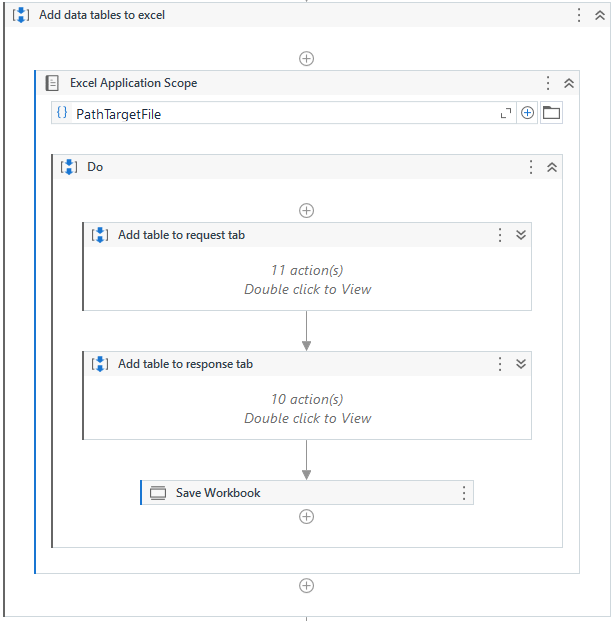 Add data tables to excel
Excel Application Scope
PathTargetFile
Do
Add table to request tab
11 action(s)
Double click to View
Add table to response tab
10 action(s)
Double click to View
Save Workbook